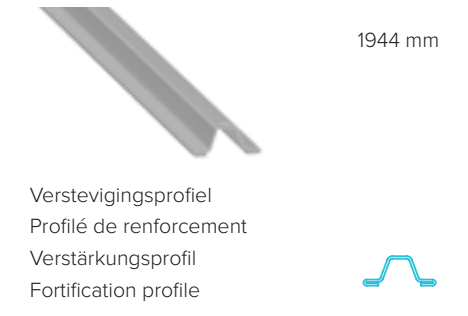 1944 mm
Verstevigingsprofiel
Profilé de renforcement
Verstärkungsprofil
Fortification profile